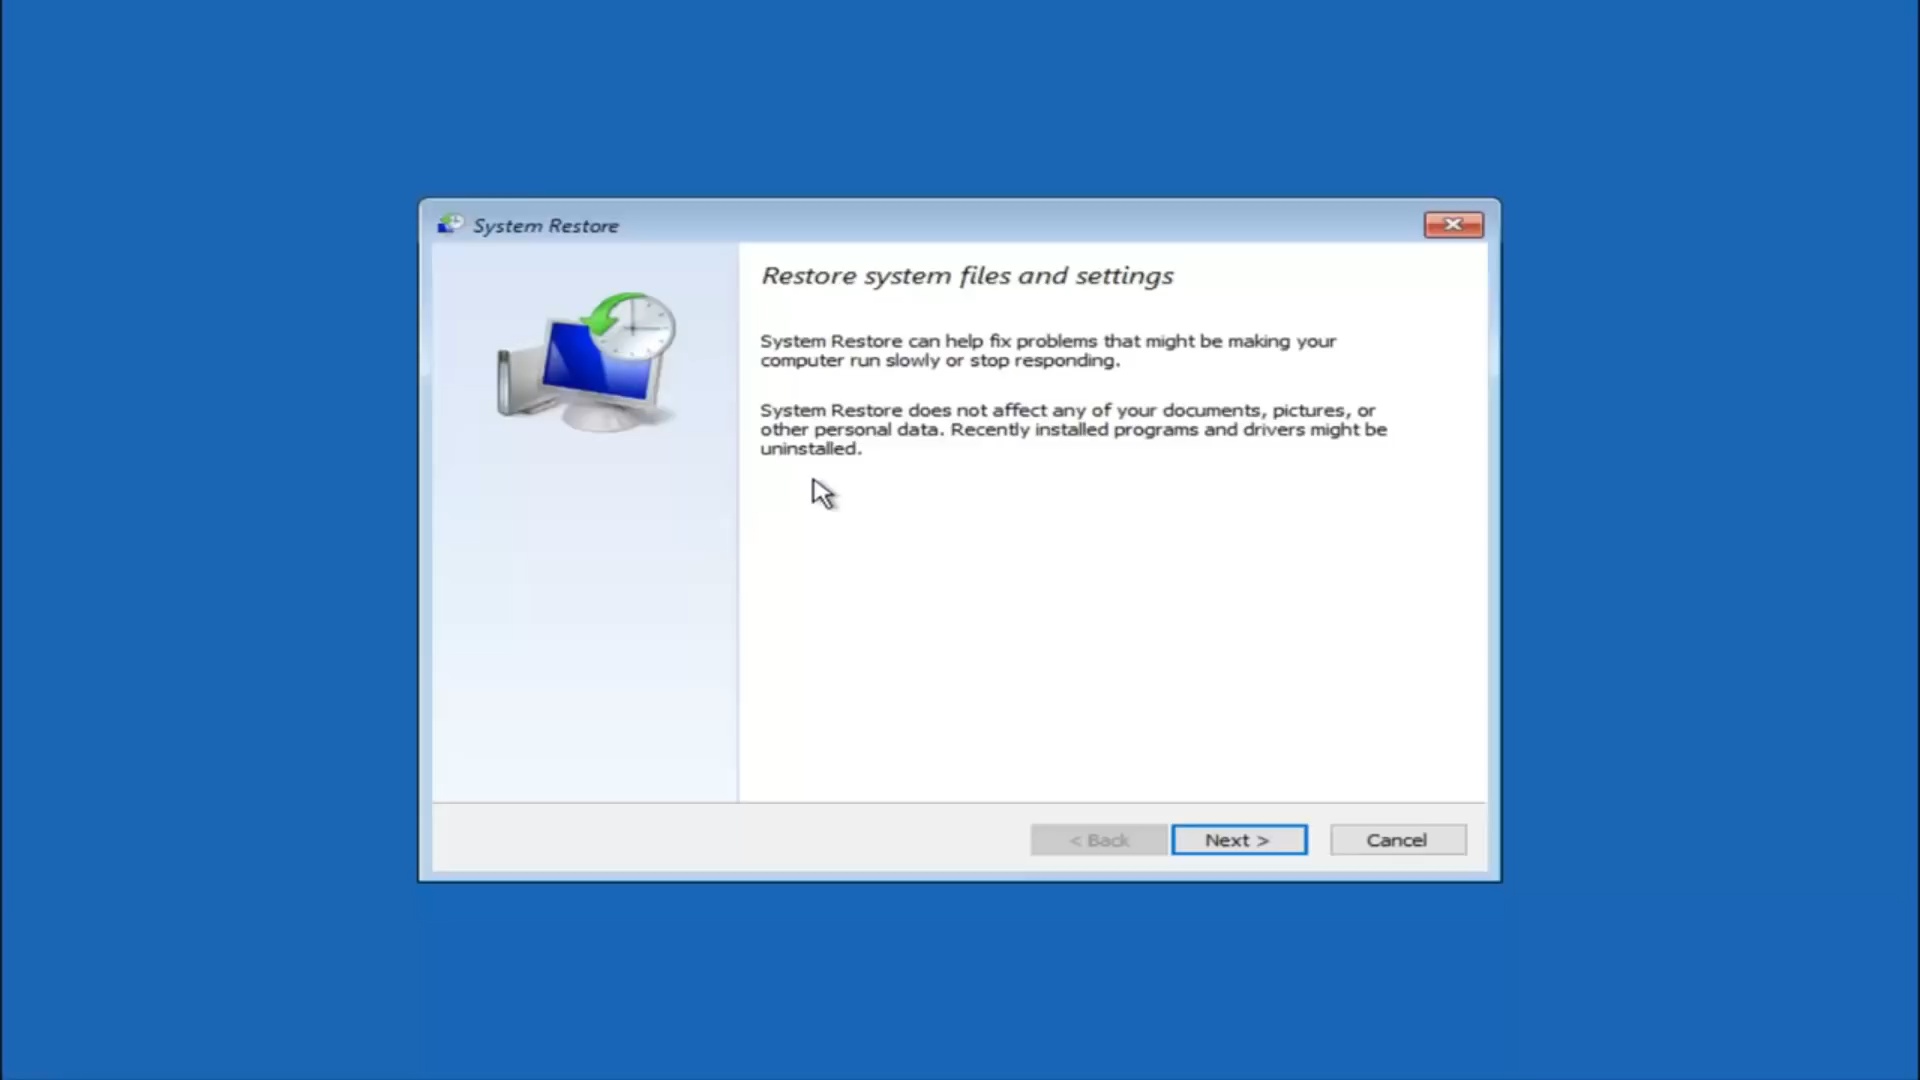 System Restore
Restore system files and settings
System Restore can help fix problems that might be making your
computer run slowly or stop responding.
System Restore does not affect any of your documents, pictures, or
other personal data. Recently installed programs and drivers might be
uninstalled.
< Back
Next >
Cancel